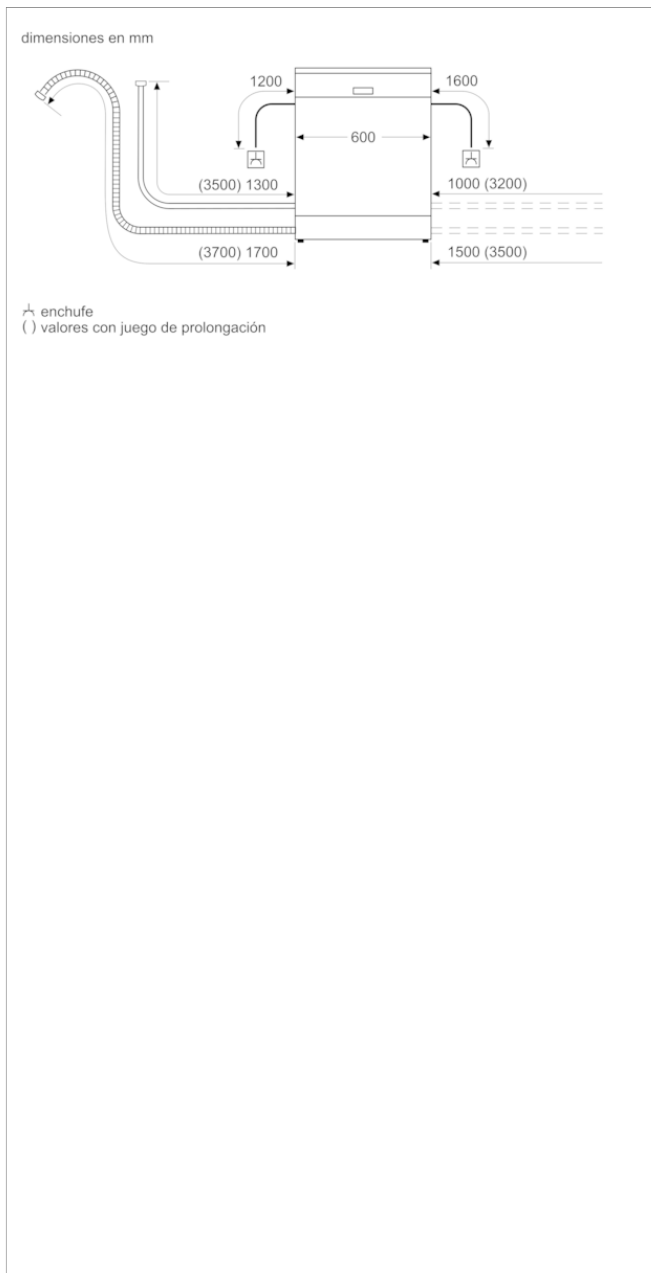 dimensiones en mm
1200
1600
600
(3500) 1300
1000 (3200)
(3700) 1700
1500 (3500)
enchufe
( ) valores con juego de prolongación